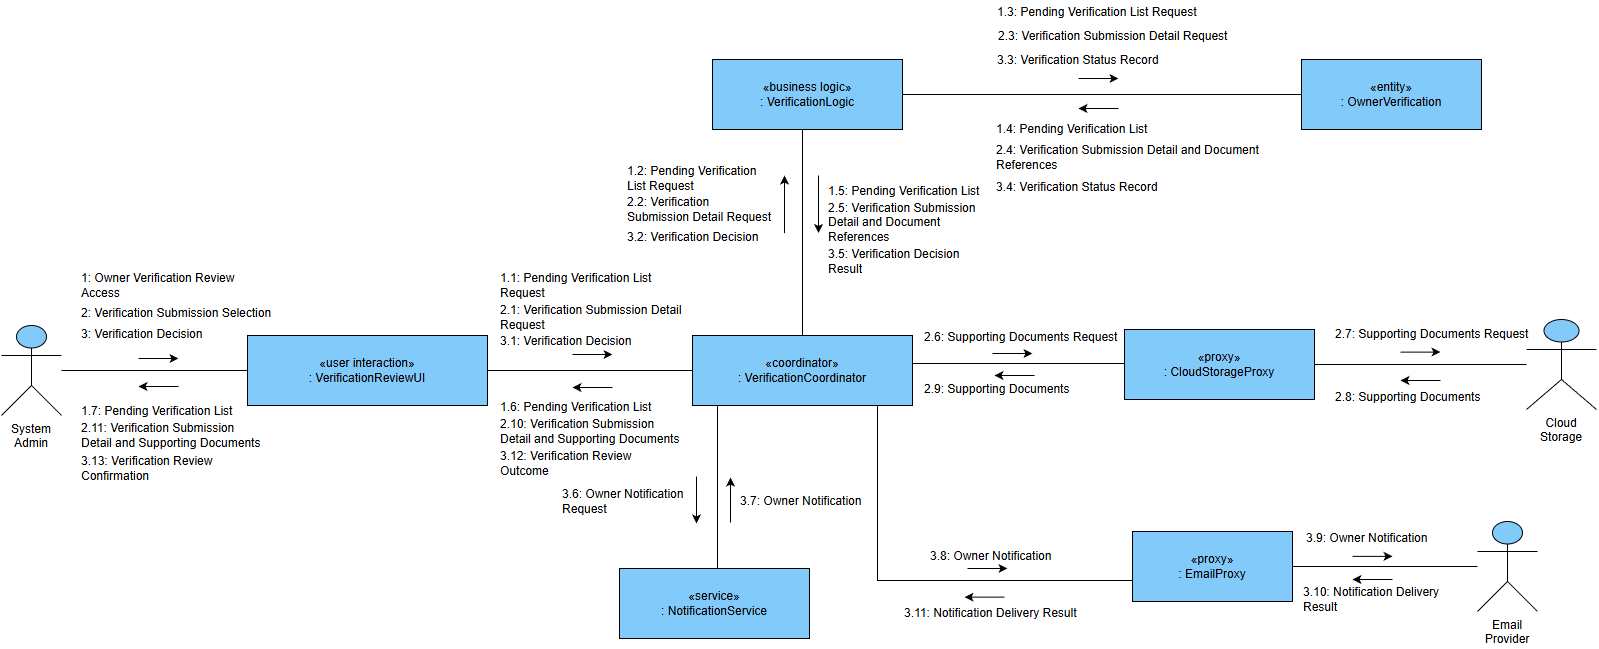 1.3: Pending Verification List Request
2.3: Verification Submission Detail Request
3.3: Verification Status Record
«business logic»
: VerificationLogic
«entity»
: OwnerVerification
1.4: Pending Verification List
2.4: Verification Submission Detail and Document
References
3.4: Verification Status Record
1.2: Pending Verification
List Request
2.2: Verification
Submission Detail Request
3.2: Verification Decision
1.5: Pending Verification List
2.5: Verification Submission
Detail and Document
References
3.5: Verification Decision
Result
1: Owner Verification Review
Access
2: Verification Submission Selection
3: Verification Decision
System
Admin
«user interaction»
: VerificationReviewUI
1.7: Pending Verification List
2.11: Verification Submission
Detail and Supporting Documents
3.13: Verification Review
Confirmation
1.1: Pending Verification List
Request
2.1: Verification Submission Detail
Request
3.1: Verification Decision
«coordinator»
: VerificationCoordinator
1.6: Pending Verification List
2.10: Verification Submission
Detail and Supporting Documents
3.12: Verification Review
Outcome
2.6: Supporting Documents Request
2.9: Supporting Documents
«proxy»
: CloudStorageProxy
2.7: Supporting Documents Request
2.8: Supporting Documents
Cloud
Storage
3.6: Owner Notification
Request
3.7: Owner Notification
«service»
: NotificationService
3.8: Owner Notification
3.11: Notification Delivery Result
«proxy»
: EmailProxy
3.9: Owner Notification
3.10: Notification Delivery
Result
Email
Provider